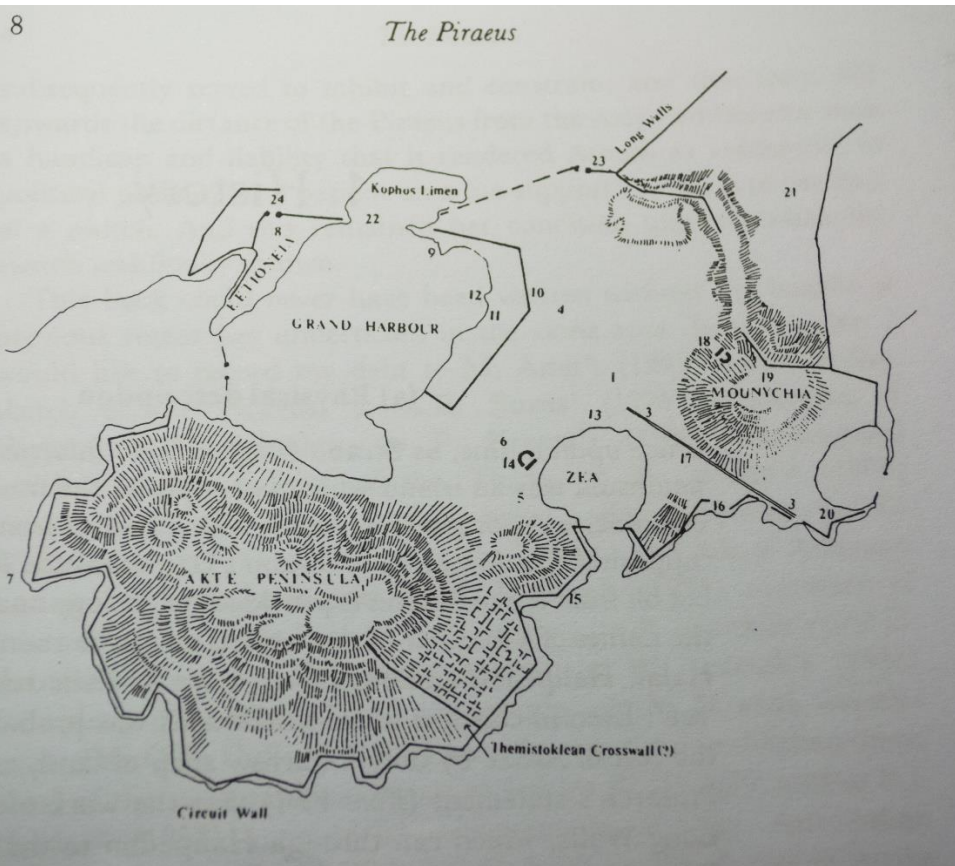 8
The Piraeus
Long Walls
23
Kophos Limen
21
24
22
8
EETIONEIA
9
12
10
GRAND HARBOUR
11
4
18
1
19
MOUNYCHIA
13
3
6
17
14
ZEA
5
16
3
20
7
AKTE PENINSULA
15
2
Themistoklean Crosswall (?)
Circuit Wall